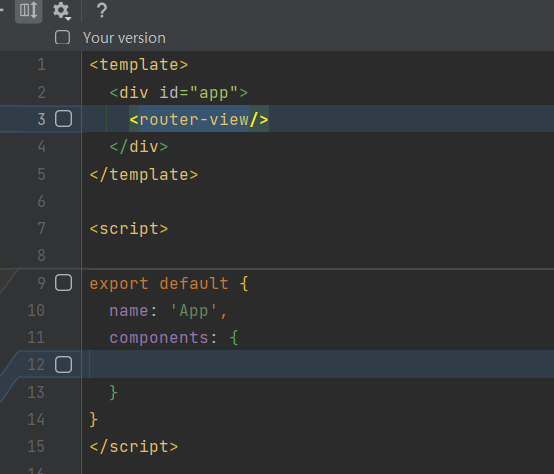 ?
Your version
1 <template>
2 <div id="app">
3 <router-view/>
4 </div>
5 </template>
6
7 <script>
8
9 export default {
10 name: 'App',
11 components: {
12
13 }
14 }
15 </script>
16